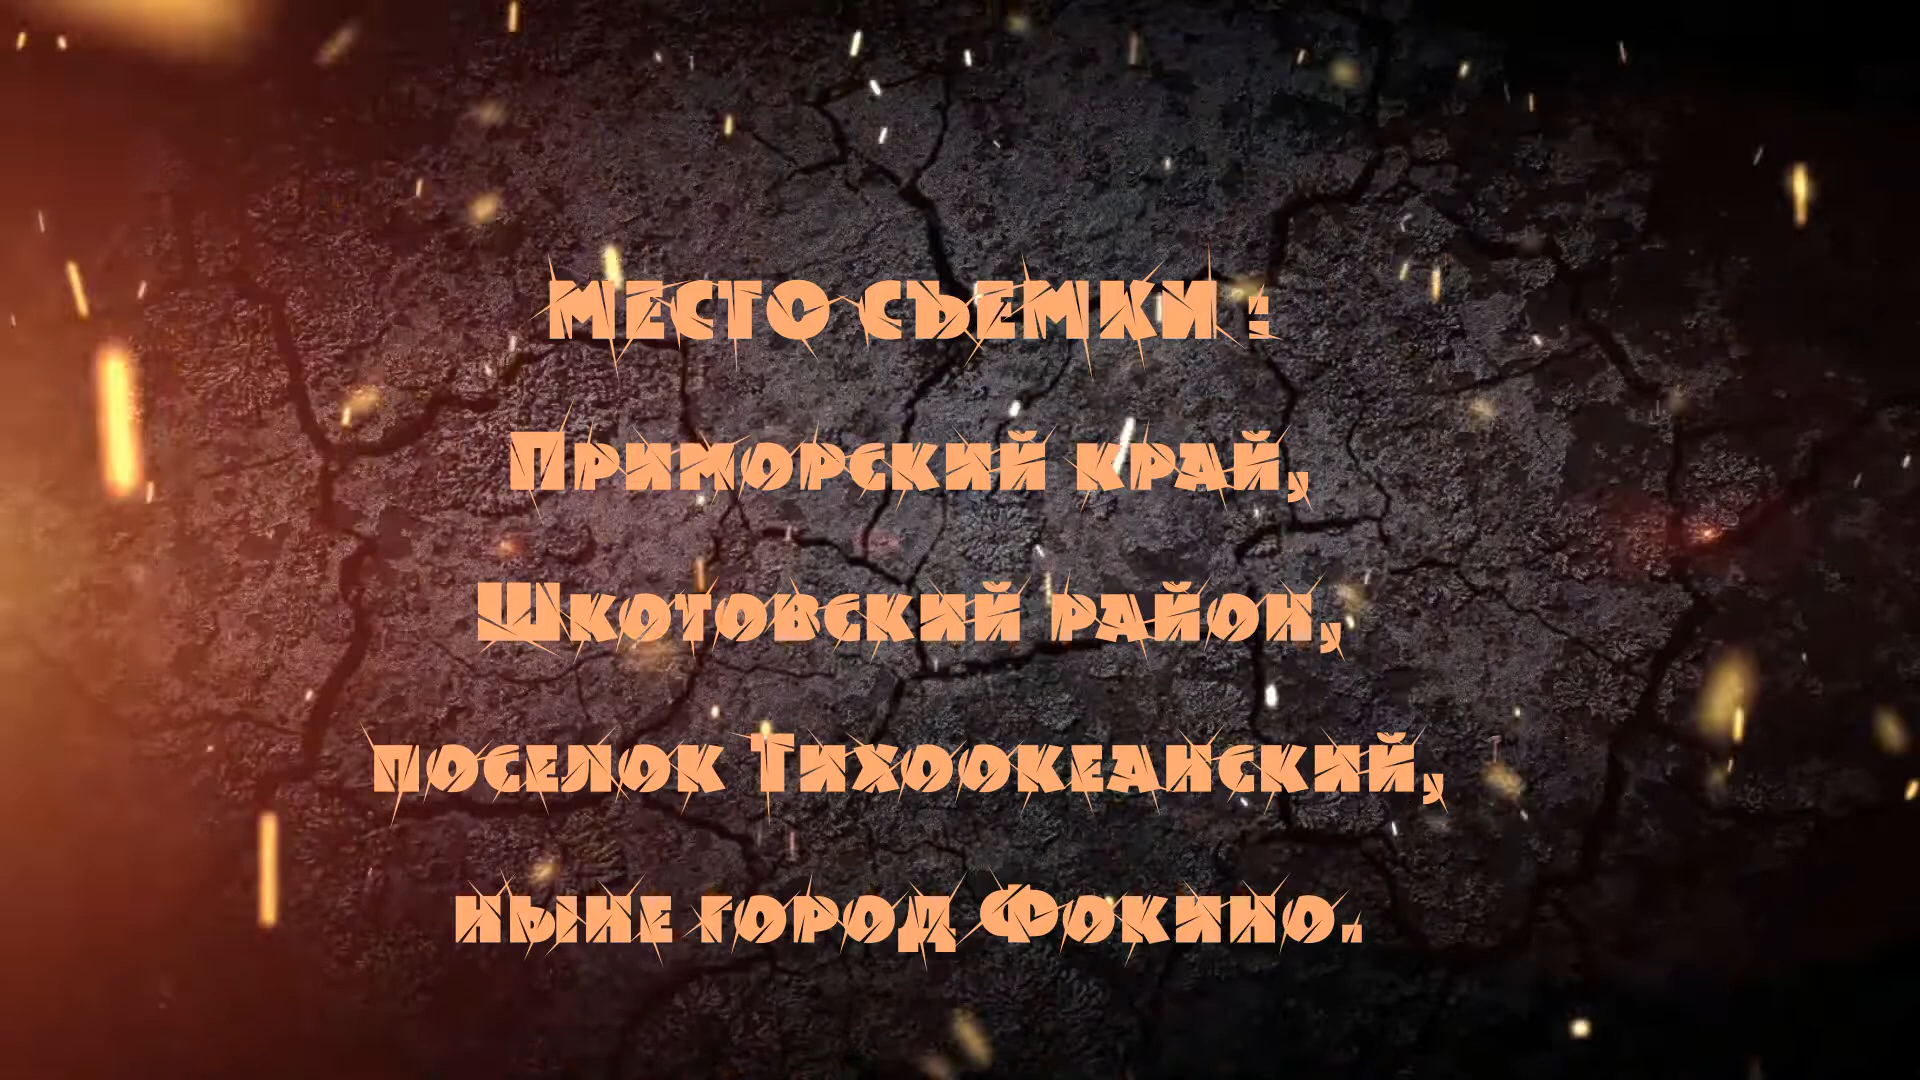 МЕСТО СЪЕМКИ :
Приморский край,
Шкотовский район,
поселок Тихоокеанский,
ныне город Фокино.